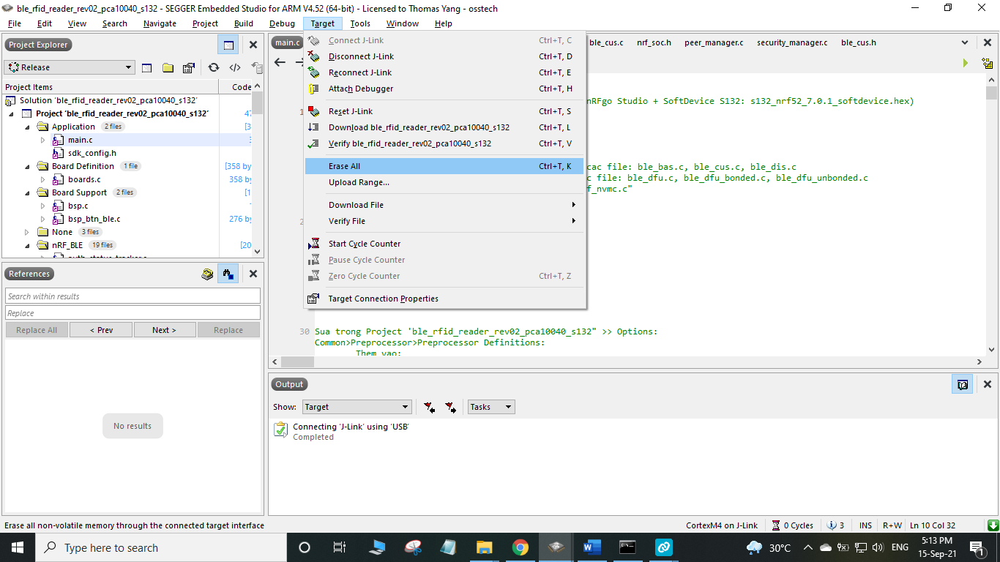 ble_rfid_reader_rev02_pca10040_s132 - SEGGER Embedded Studio for ARM V4.52 (64-bit) - Licensed to Thomas Yang - osstech
File Edit View Search Navigate Project Build Debug Target Tools Window Help
Project Explorer
Release
Project Items Code
Solution 'ble_rfid_reader_rev02_pca10040_s132'
Project 'ble_rfid_reader_rev02_pca10040_s132' 47
Application 2 files [3
main.c
sdk_config.h
Board Definition 1 file [358 by
boards.c 358 by
Board Support 2 files [1
bsp.c
bsp_btn_ble.c 276 by
None 3 files
nRF_BLE 19 files [20
References
Search within results
Replace
Replace All < Prev Next > Replace
No results
main.c ble_cus.c nrf_soc.h peer_manager.c security_manager.c ble_cus.h
Connect J-Link Ctrl+T, C
Disconnect J-Link Ctrl+T, D
Reconnect J-Link Ctrl+T, E
Attach Debugger Ctrl+T, H
Reset J-Link Ctrl+T, S
Download ble_rfid_reader_rev02_pca10040_s132 Ctrl+T, L
Verify ble_rfid_reader_rev02_pca10040_s132 Ctrl+T, V
Erase All Ctrl+T, K
Upload Range...
Download File
Verify File
Start Cycle Counter
Pause Cycle Counter
Zero Cycle Counter Ctrl+T, Z
Target Connection Properties
nRFgo Studio + SoftDevice S132: s132_nrf52_7.0.1_softdevice.hex)
1
cac file: ble_bas.c, ble_cus.c, ble_dis.c
c file: ble_dfu.c, ble_dfu_bonded.c, ble_dfu_unbonded.c
f_nvmc.c"
2
30 Sua trong Project 'ble_rfid_reader_rev02_pca10040_s132" >> Options:
Common>Preprocessor>Preprocessor Definitions:
Them vao:
Output
Show: Target Tasks
Connecting 'J-Link' using 'USB'
Completed
Erase all non-volatile memory through the connected target interface CortexM4 on J-Link 0 Cycles 3 INS R+W Ln 10 Col 32
Type here to search 30°C ENG 5:13 PM
15-Sep-21
1